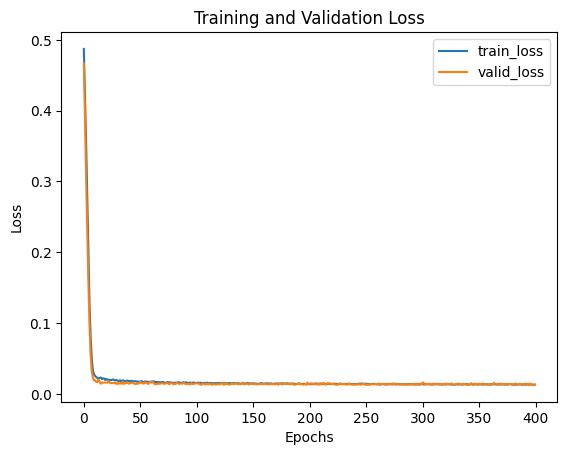 Training and Validation Loss
0.5
0.4
0.3
0.2
0.1
0.0
Loss
train_loss
valid_loss
0 50 100 150 200 250 300 350 400
Epochs